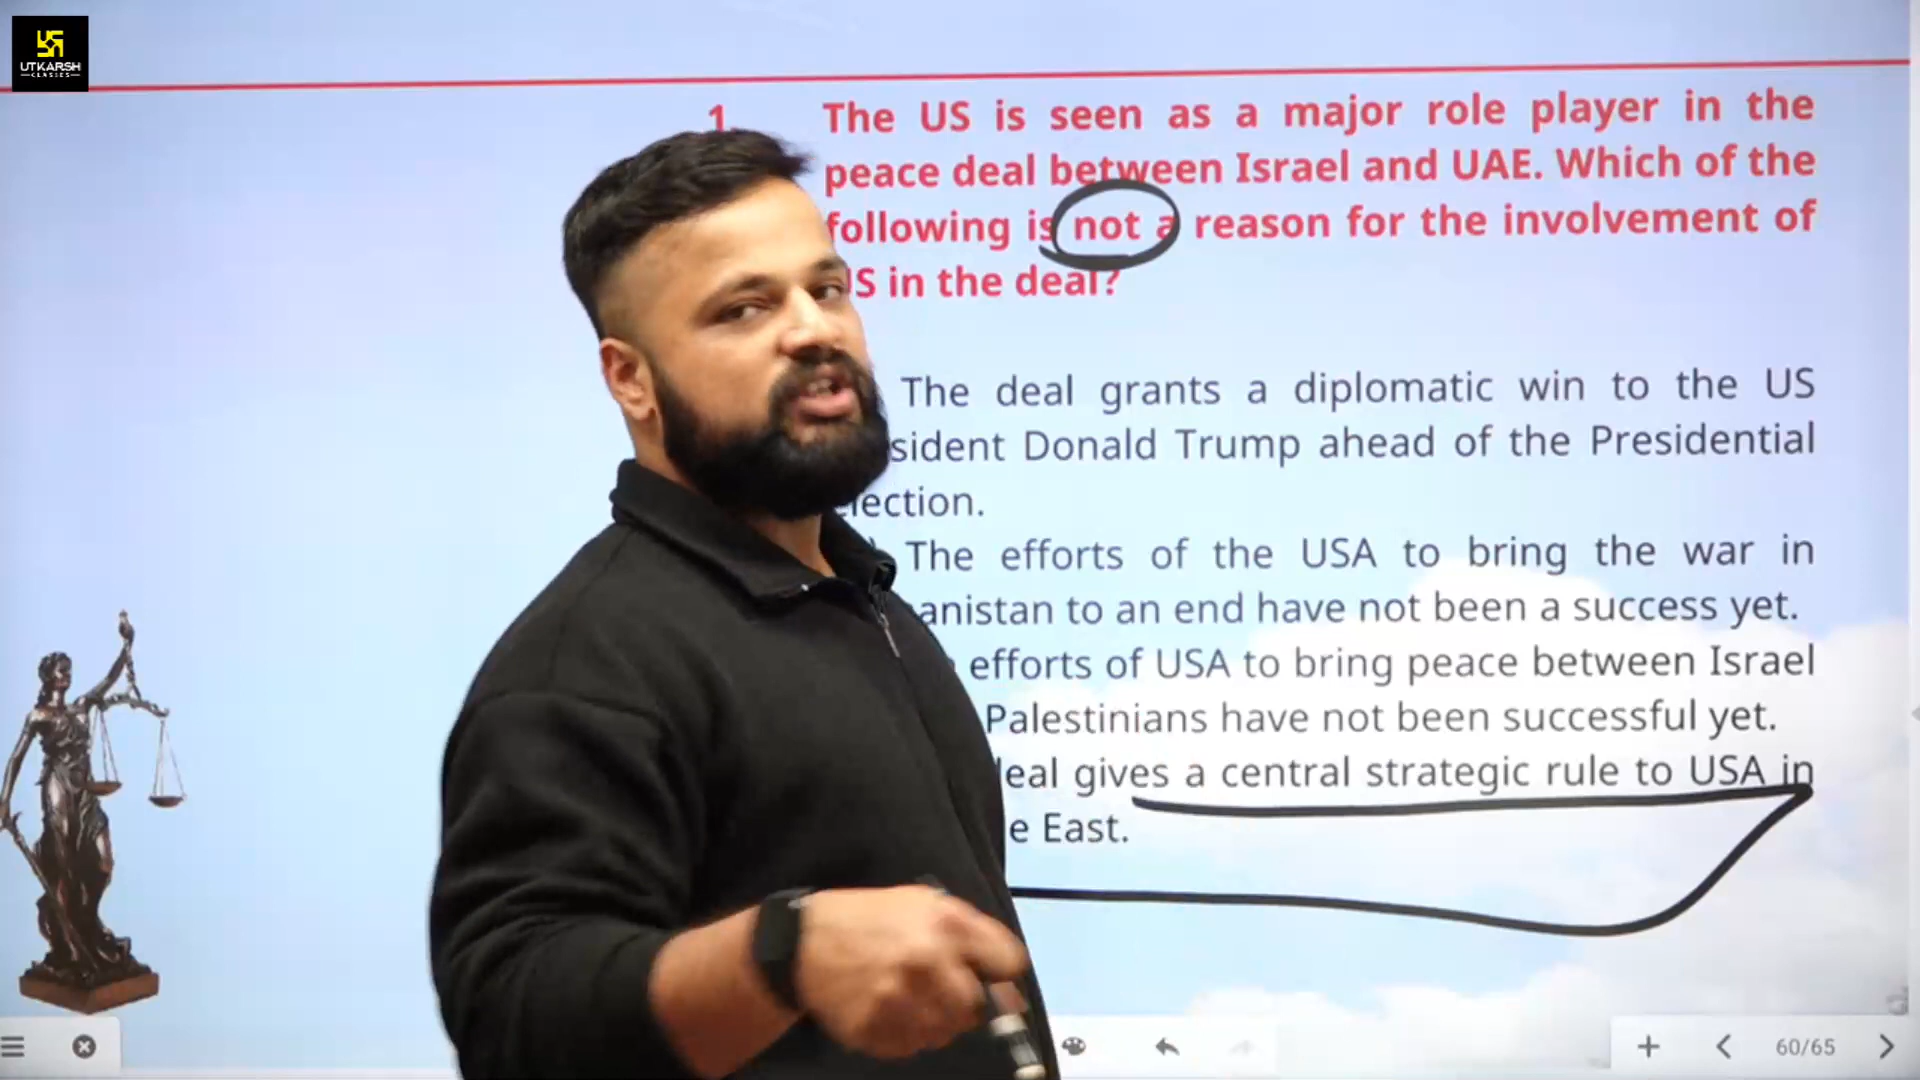 UTKARSH
CLASSES
1. The US is seen as a major role player in the
peace deal between Israel and UAE. Which of the
following is not a reason for the involvement of
US in the deal?
The deal grants a diplomatic win to the US
sident Donald Trump ahead of the Presidential
lection.
The efforts of the USA to bring the war in
anistan to an end have not been a success yet.
efforts of USA to bring peace between Israel
Palestinians have not been successful yet.
eal gives a central strategic rule to USA in
e East.
60/65